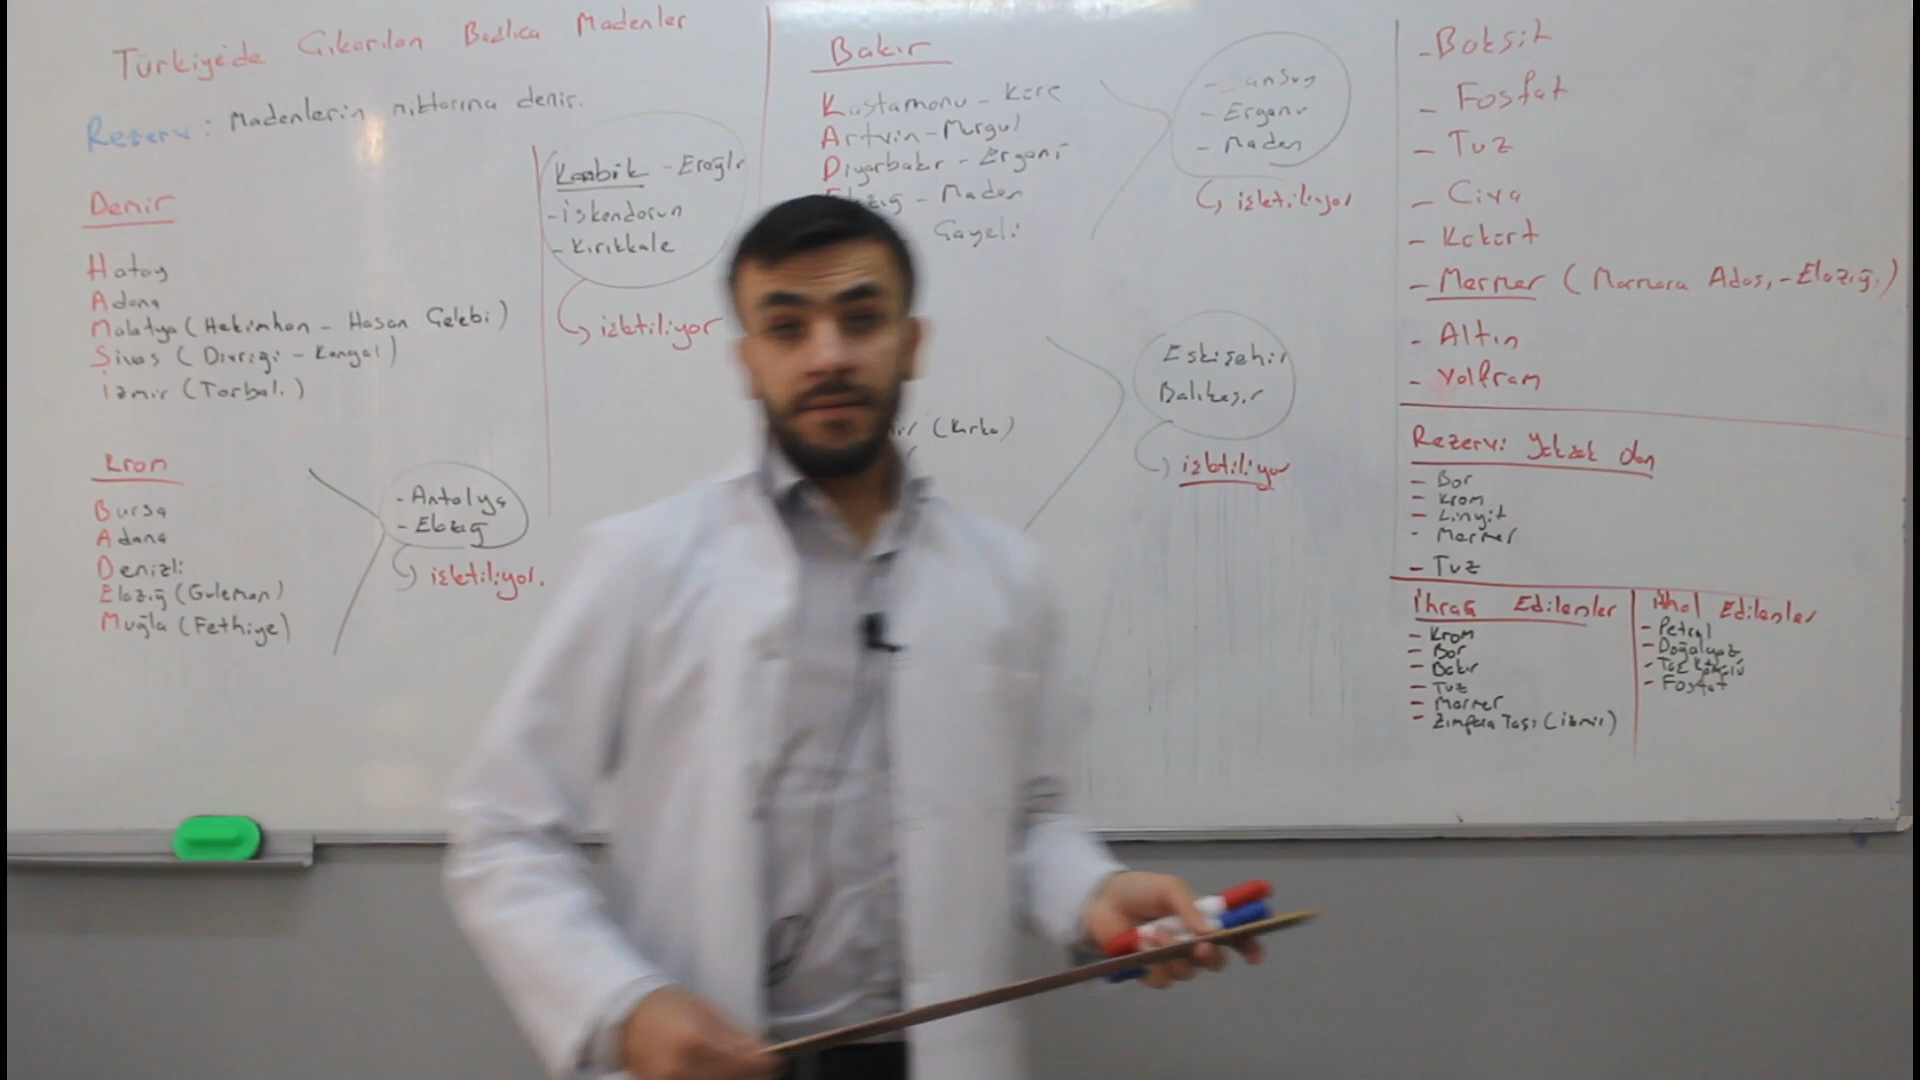 Türkiyede Çıkarılan Başlıca Madenler
Rezerv : Madenlerin miktarına denir.
Demir
Hatay
Adana
Malatya (Hekimhan - Hasan Çelebi)
Sivas (Divriği - Kangal)
İzmir (Torbalı)
Karabük - Ereğli
- iskenderun
- Kırıkkale
işletiliyor
Krom
Bursa
Adana
Denizli
Elazığ (Guleman)
Muğla (Fethiye)
- Antalya
- Elazığ
işletiliyor.
Bakır
Kastamonu - Küre
Artvin - Murgul
Diyarbakır - Ergani
- Maden
Çayeli
- Samsun
- Ergani
- Maden
işletiliyor
(Kırka)
Eskişehir
Balıkesir
işletiliyor
- Boksit
- Fosfat
- Tuz
- Civa
- Kükürt
- Mermer (Marmara Adası - Elazığ)
- Altın
- Volfram
Rezervi Yüksek olan
- Bor
- Krom
- Linyit
- Mermer
- Tuz
İhraç Edilenler
- Krom
- Bor
- Bakır
- Tuz
- Mermer
- Zımpara Taşı (izmir)
ithal Edilenler
- Petrol
- Doğalgaz
- Taş kömürü
- Fosfat